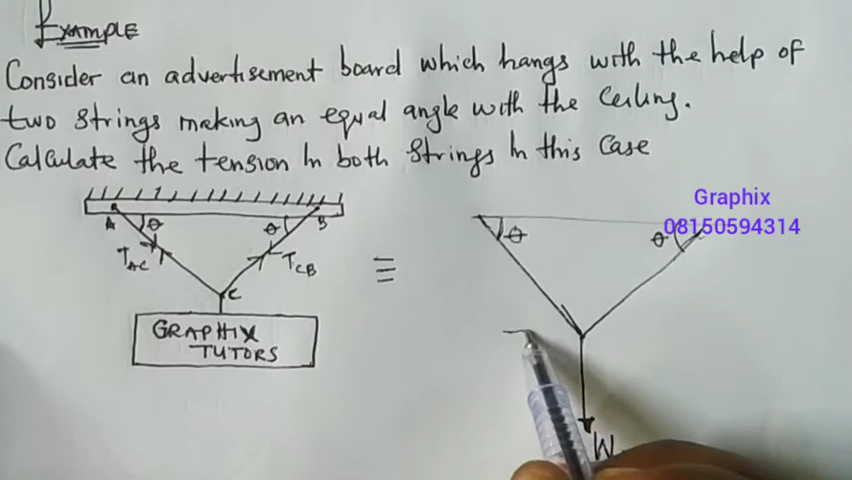 EXAMPLE
Consider an advertisement board which hangs with the help of
two strings making an equal angle with the Ceiling.
Calculate the tension In both Strings In this Case
Graphix
08150594314
A θ θ B
θ θ
T_AC T_CB
≡
C
GRAPHIX
TUTORS
W